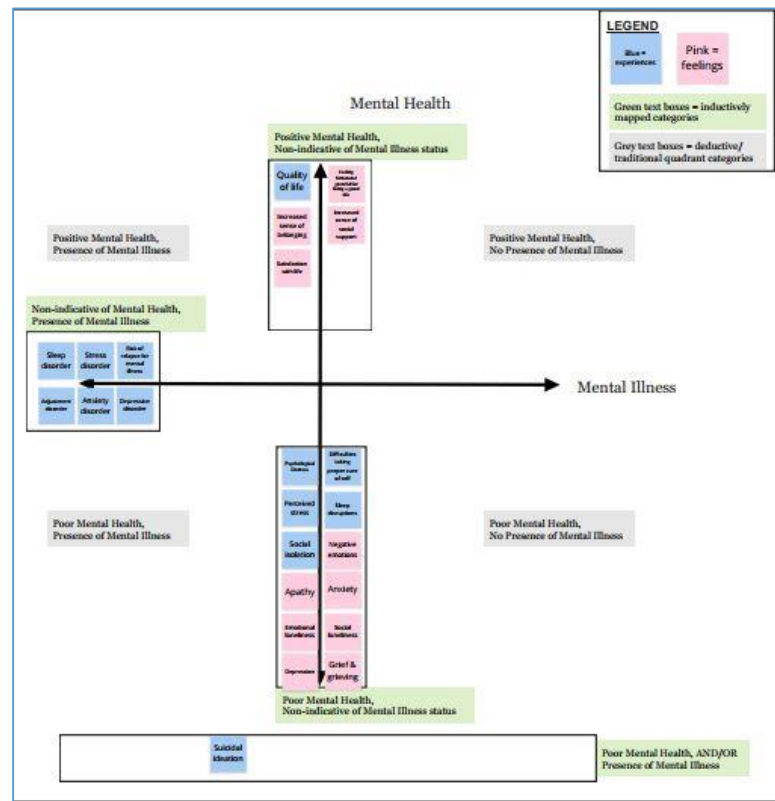 LEGEND
Blue =
experiences
Pink =
feelings
Green text boxes = inductively
mapped categories
Grey text boxes = deductive/
traditional quadrant categories
Mental Health
Positive Mental Health,
Non-indicative of Mental Illness status
Quality
of life
Increased
sense of
belonging
Increased
sense of
social
support
Satisfaction
with life
Positive Mental Health,
Presence of Mental Illness
Positive Mental Health,
No Presence of Mental Illness
Non-indicative of Mental Health,
Presence of Mental Illness
Sleep
disorder
Stress
disorder
Risk of
relapse for
mental
illness
Adjustment
disorder
Anxiety
disorder
Depressive
disorder
Mental Illness
Psychological
distress
Difficulties
taking
proper care
of self
Perceived
stress
Sleep
disruptions
Social
isolation
Negative
emotions
Apathy
Anxiety
Emotional
loneliness
Social
loneliness
Depression
Grief &
grieving
Poor Mental Health,
Presence of Mental Illness
Poor Mental Health,
No Presence of Mental Illness
Poor Mental Health,
Non-indicative of Mental Illness status
Suicidal
ideation
Poor Mental Health, AND/OR
Presence of Mental Illness